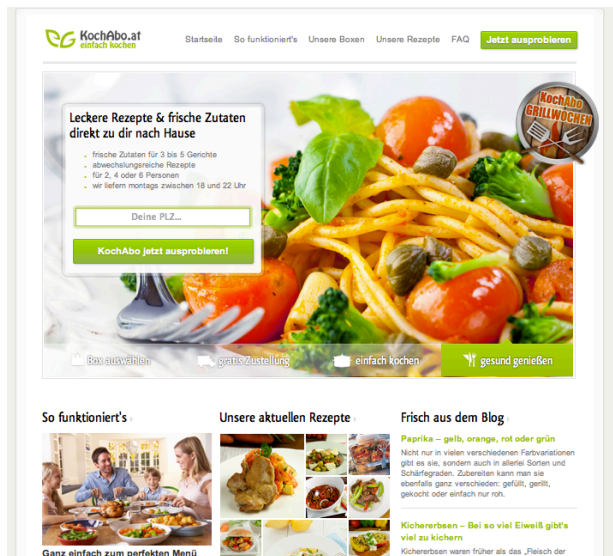 KochAbo.at
einfach kochen
Startseite So funktioniert's Unsere Boxen Unsere Rezepte FAQ Jetzt ausprobieren
KochAbo
GRILLWOCHEN
Leckere Rezepte & frische Zutaten
direkt zu dir nach Hause
frische Zutaten für 3 bis 5 Gerichte
abwechslungsreiche Rezepte
für 2, 4 oder 6 Personen
wir liefern montags zwischen 18 und 22 Uhr
Deine PLZ...
KochAbo jetzt ausprobieren!
Box auswählen gratis Zustellung einfach kochen gesund genießen
So funktioniert's ›
Ganz einfach zum perfekten Menü
Unsere aktuellen Rezepte ›
Frisch aus dem Blog ›
Paprika – gelb, orange, rot oder grün
Nicht nur in vielen verschiedenen Farbvariationen
gibt es sie, sondern auch in allerlei Sorten und
Schärfegraden. Zubereiten kann man sie
ebenfalls ganz verschieden: gefüllt, gerillt,
gekocht oder einfach nur roh.
Kichererbsen – Bei so viel Eiweiß gibt's
viel zu kichern
Kichererbsen waren früher als das „Fleisch der